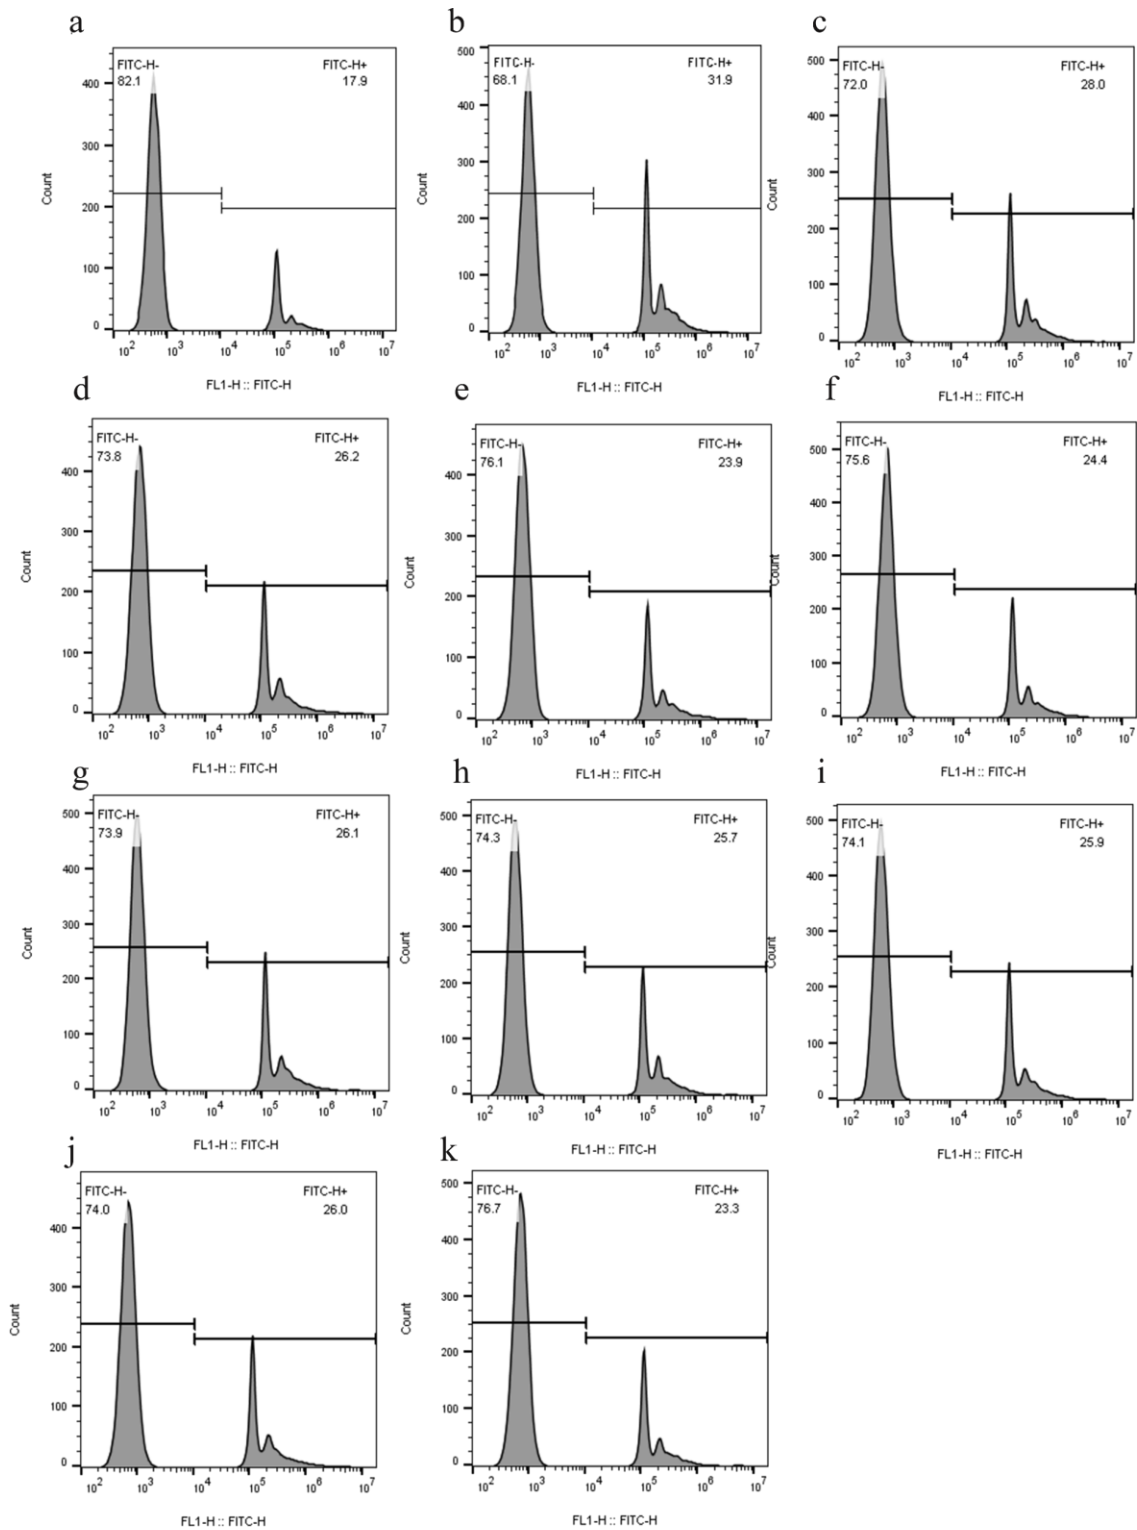 a
FITC-H-
82.1
FITC-H+
17.9
Count
400
300
200
100
0
10^2 10^3 10^4 10^5 10^6 10^7
FL1-H :: FITC-H
b
FITC-H-
68.1
FITC-H+
31.9
Count
500
400
300
200
100
0
10^2 10^3 10^4 10^5 10^6 10^7
FL1-H :: FITC-H
c
FITC-H-
72.0
FITC-H+
28.0
Count
500
400
300
200
100
0
10^2 10^3 10^4 10^5 10^6 10^7
FL1-H :: FITC-H
d
FITC-H-
73.8
FITC-H+
26.2
Count
400
300
200
100
0
10^2 10^3 10^4 10^5 10^6 10^7
FL1-H :: FITC-H
e
FITC-H-
76.1
FITC-H+
23.9
Count
400
300
200
100
0
10^2 10^3 10^4 10^5 10^6 10^7
FL1-H :: FITC-H
f
FITC-H-
75.6
FITC-H+
24.4
Count
500
400
300
200
100
0
10^2 10^3 10^4 10^5 10^6 10^7
FL1-H :: FITC-H
g
FITC-H-
73.9
FITC-H+
26.1
Count
500
400
300
200
100
0
10^2 10^3 10^4 10^5 10^6 10^7
FL1-H :: FITC-H
h
FITC-H-
74.3
FITC-H+
25.7
Count
500
400
300
200
100
0
10^2 10^3 10^4 10^5 10^6 10^7
FL1-H :: FITC-H
i
FITC-H-
74.1
FITC-H+
25.9
Count
500
400
300
200
100
0
10^2 10^3 10^4 10^5 10^6 10^7
FL1-H :: FITC-H
j
FITC-H-
74.0
FITC-H+
26.0
Count
400
300
200
100
0
10^2 10^3 10^4 10^5 10^6 10^7
FL1-H :: FITC-H
k
FITC-H-
76.7
FITC-H+
23.3
Count
500
400
300
200
100
0
10^2 10^3 10^4 10^5 10^6 10^7
FL1-H :: FITC-H